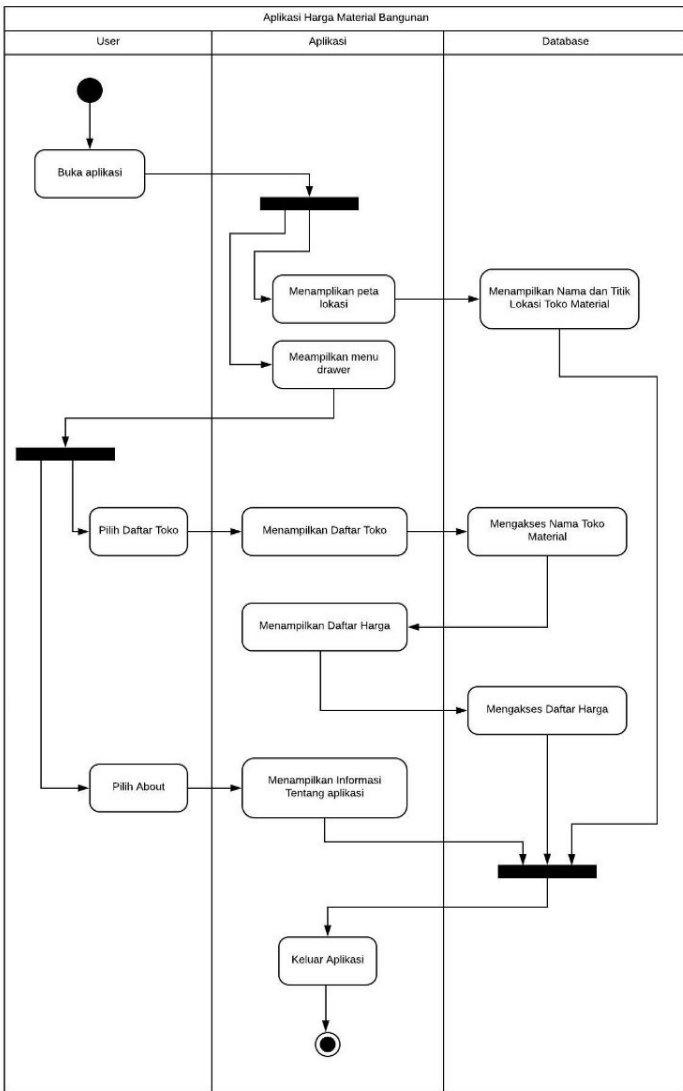 Aplikasi Harga Material Bangunan
User
Aplikasi
Database
Buka aplikasi
Menamplikan peta
lokasi
Menampilkan Nama dan Titik
Lokasi Toko Material
Meampilkan menu
drawer
Pilih Daftar Toko
Menampilkan Daftar Toko
Mengakses Nama Toko
Material
Menampilkan Daftar Harga
Mengakses Daftar Harga
Pilih About
Menampilkan Informasi
Tentang aplikasi
Keluar Aplikasi